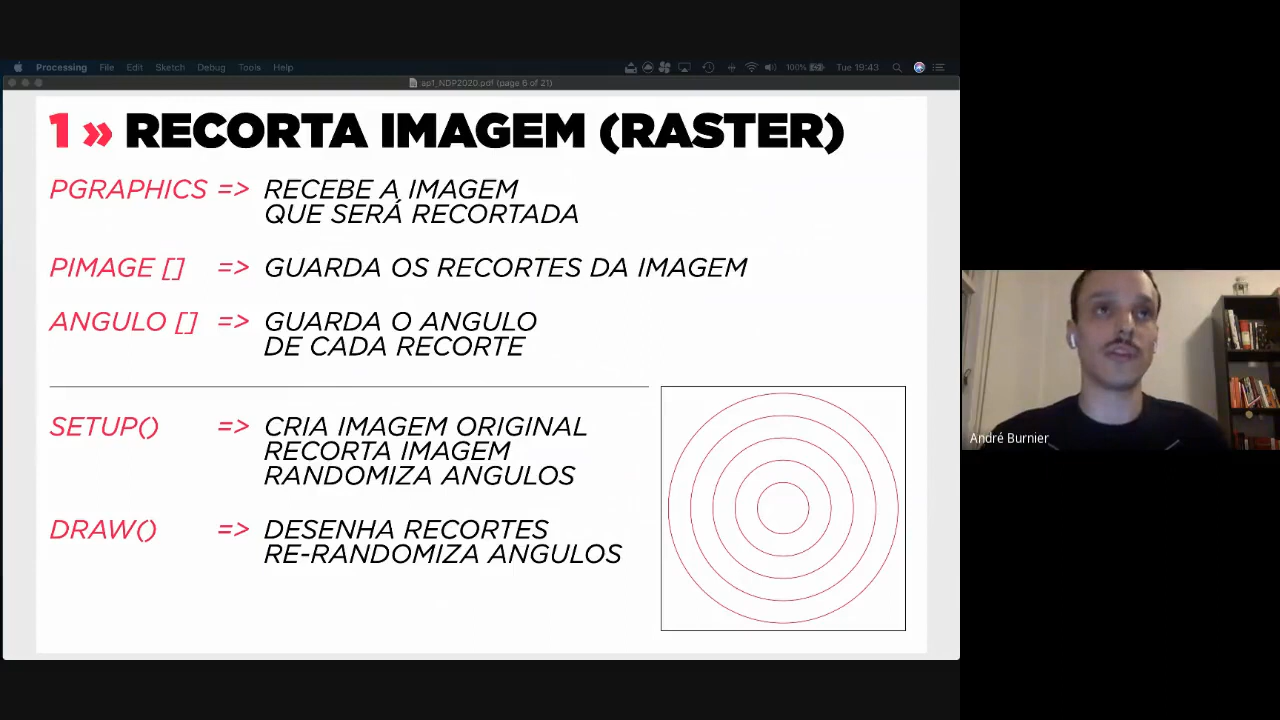 Processing File Edit Sketch Debug Tools Help 100% Tue 19:43
ap1_NDP2020.pdf (page 6 of 21)
1 » RECORTA IMAGEM (RASTER)
PGRAPHICS => RECEBE A IMAGEM
QUE SERÁ RECORTADA
PIMAGE [] => GUARDA OS RECORTES DA IMAGEM
ANGULO [] => GUARDA O ANGULO
DE CADA RECORTE
SETUP() => CRIA IMAGEM ORIGINAL
RECORTA IMAGEM
RANDOMIZA ANGULOS
DRAW() => DESENHA RECORTES
RE-RANDOMIZA ANGULOS
André Burnier